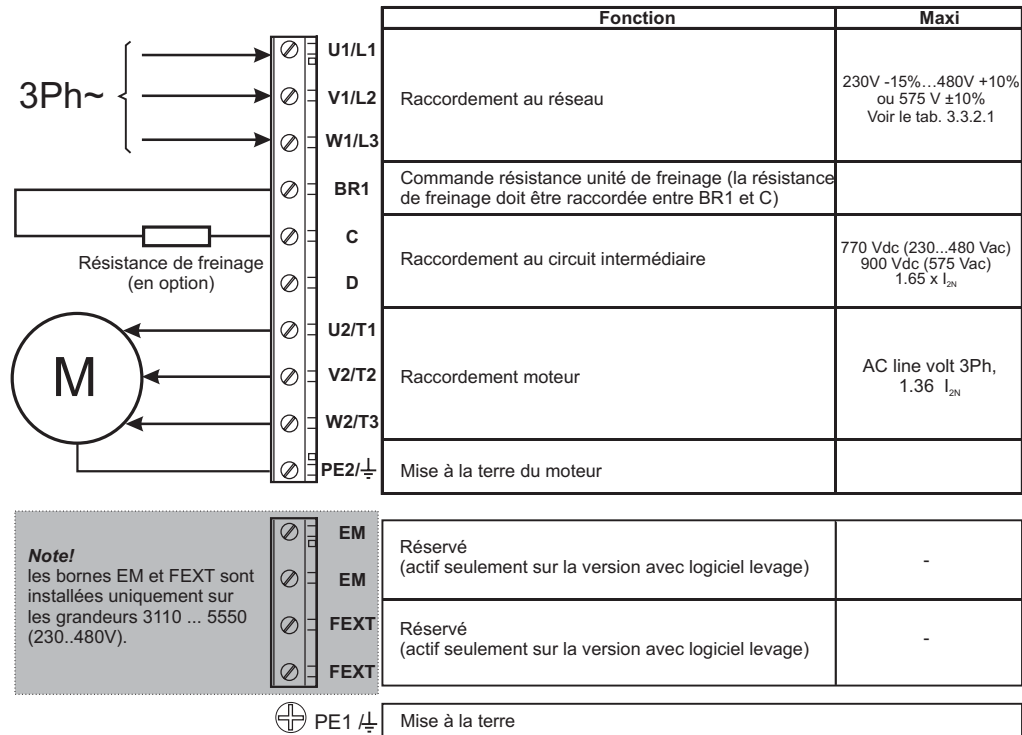 Fonction
Maxi
3Ph~
U1/L1
V1/L2
W1/L3
Raccordement au réseau
230V -15%...480V +10%
ou 575 V ±10%
Voir le tab. 3.3.2.1
BR1
Commande résistance unité de freinage (la résistance
de freinage doit être raccordée entre BR1 et C)
C
D
Résistance de freinage
(en option)
Raccordement au circuit intermédiaire
770 Vdc (230...480 Vac)
900 Vdc (575 Vac)
1.65 x I2N
M
U2/T1
V2/T2
W2/T3
Raccordement moteur
AC line volt 3Ph,
1.36 I2N
PE2/⏚
Mise à la terre du moteur
Note!
les bornes EM et FEXT sont
installées uniquement sur
les grandeurs 3110 ... 5550
(230..480V).
EM
EM
Réservé
(actif seulement sur la version avec logiciel levage)
-
FEXT
FEXT
Réservé
(actif seulement sur la version avec logiciel levage)
-
PE1 /⏚
Mise à la terre